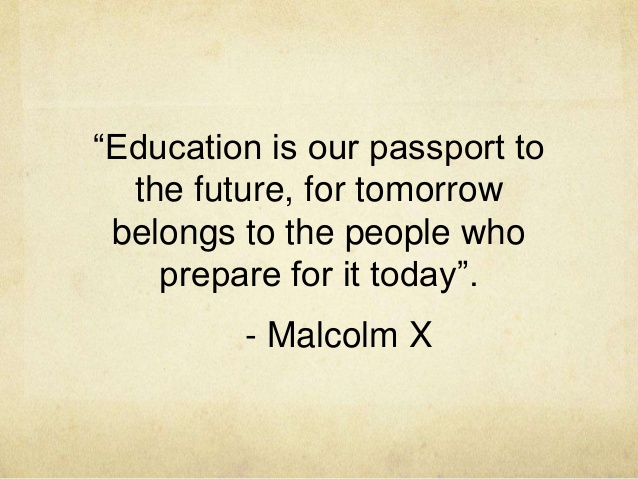 “Education is our passport to
the future, for tomorrow
belongs to the people who
prepare for it today”.
- Malcolm X